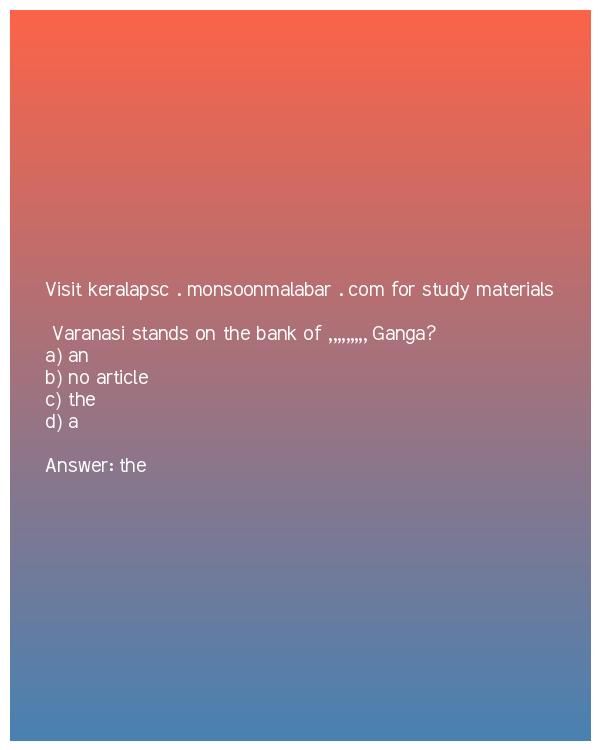 Visit keralapsc . monsoonmalabar . com for study materials
Varanasi stands on the bank of ,,,,,,,,, Ganga?
a) an
b) no article
c) the
d) a
Answer: the